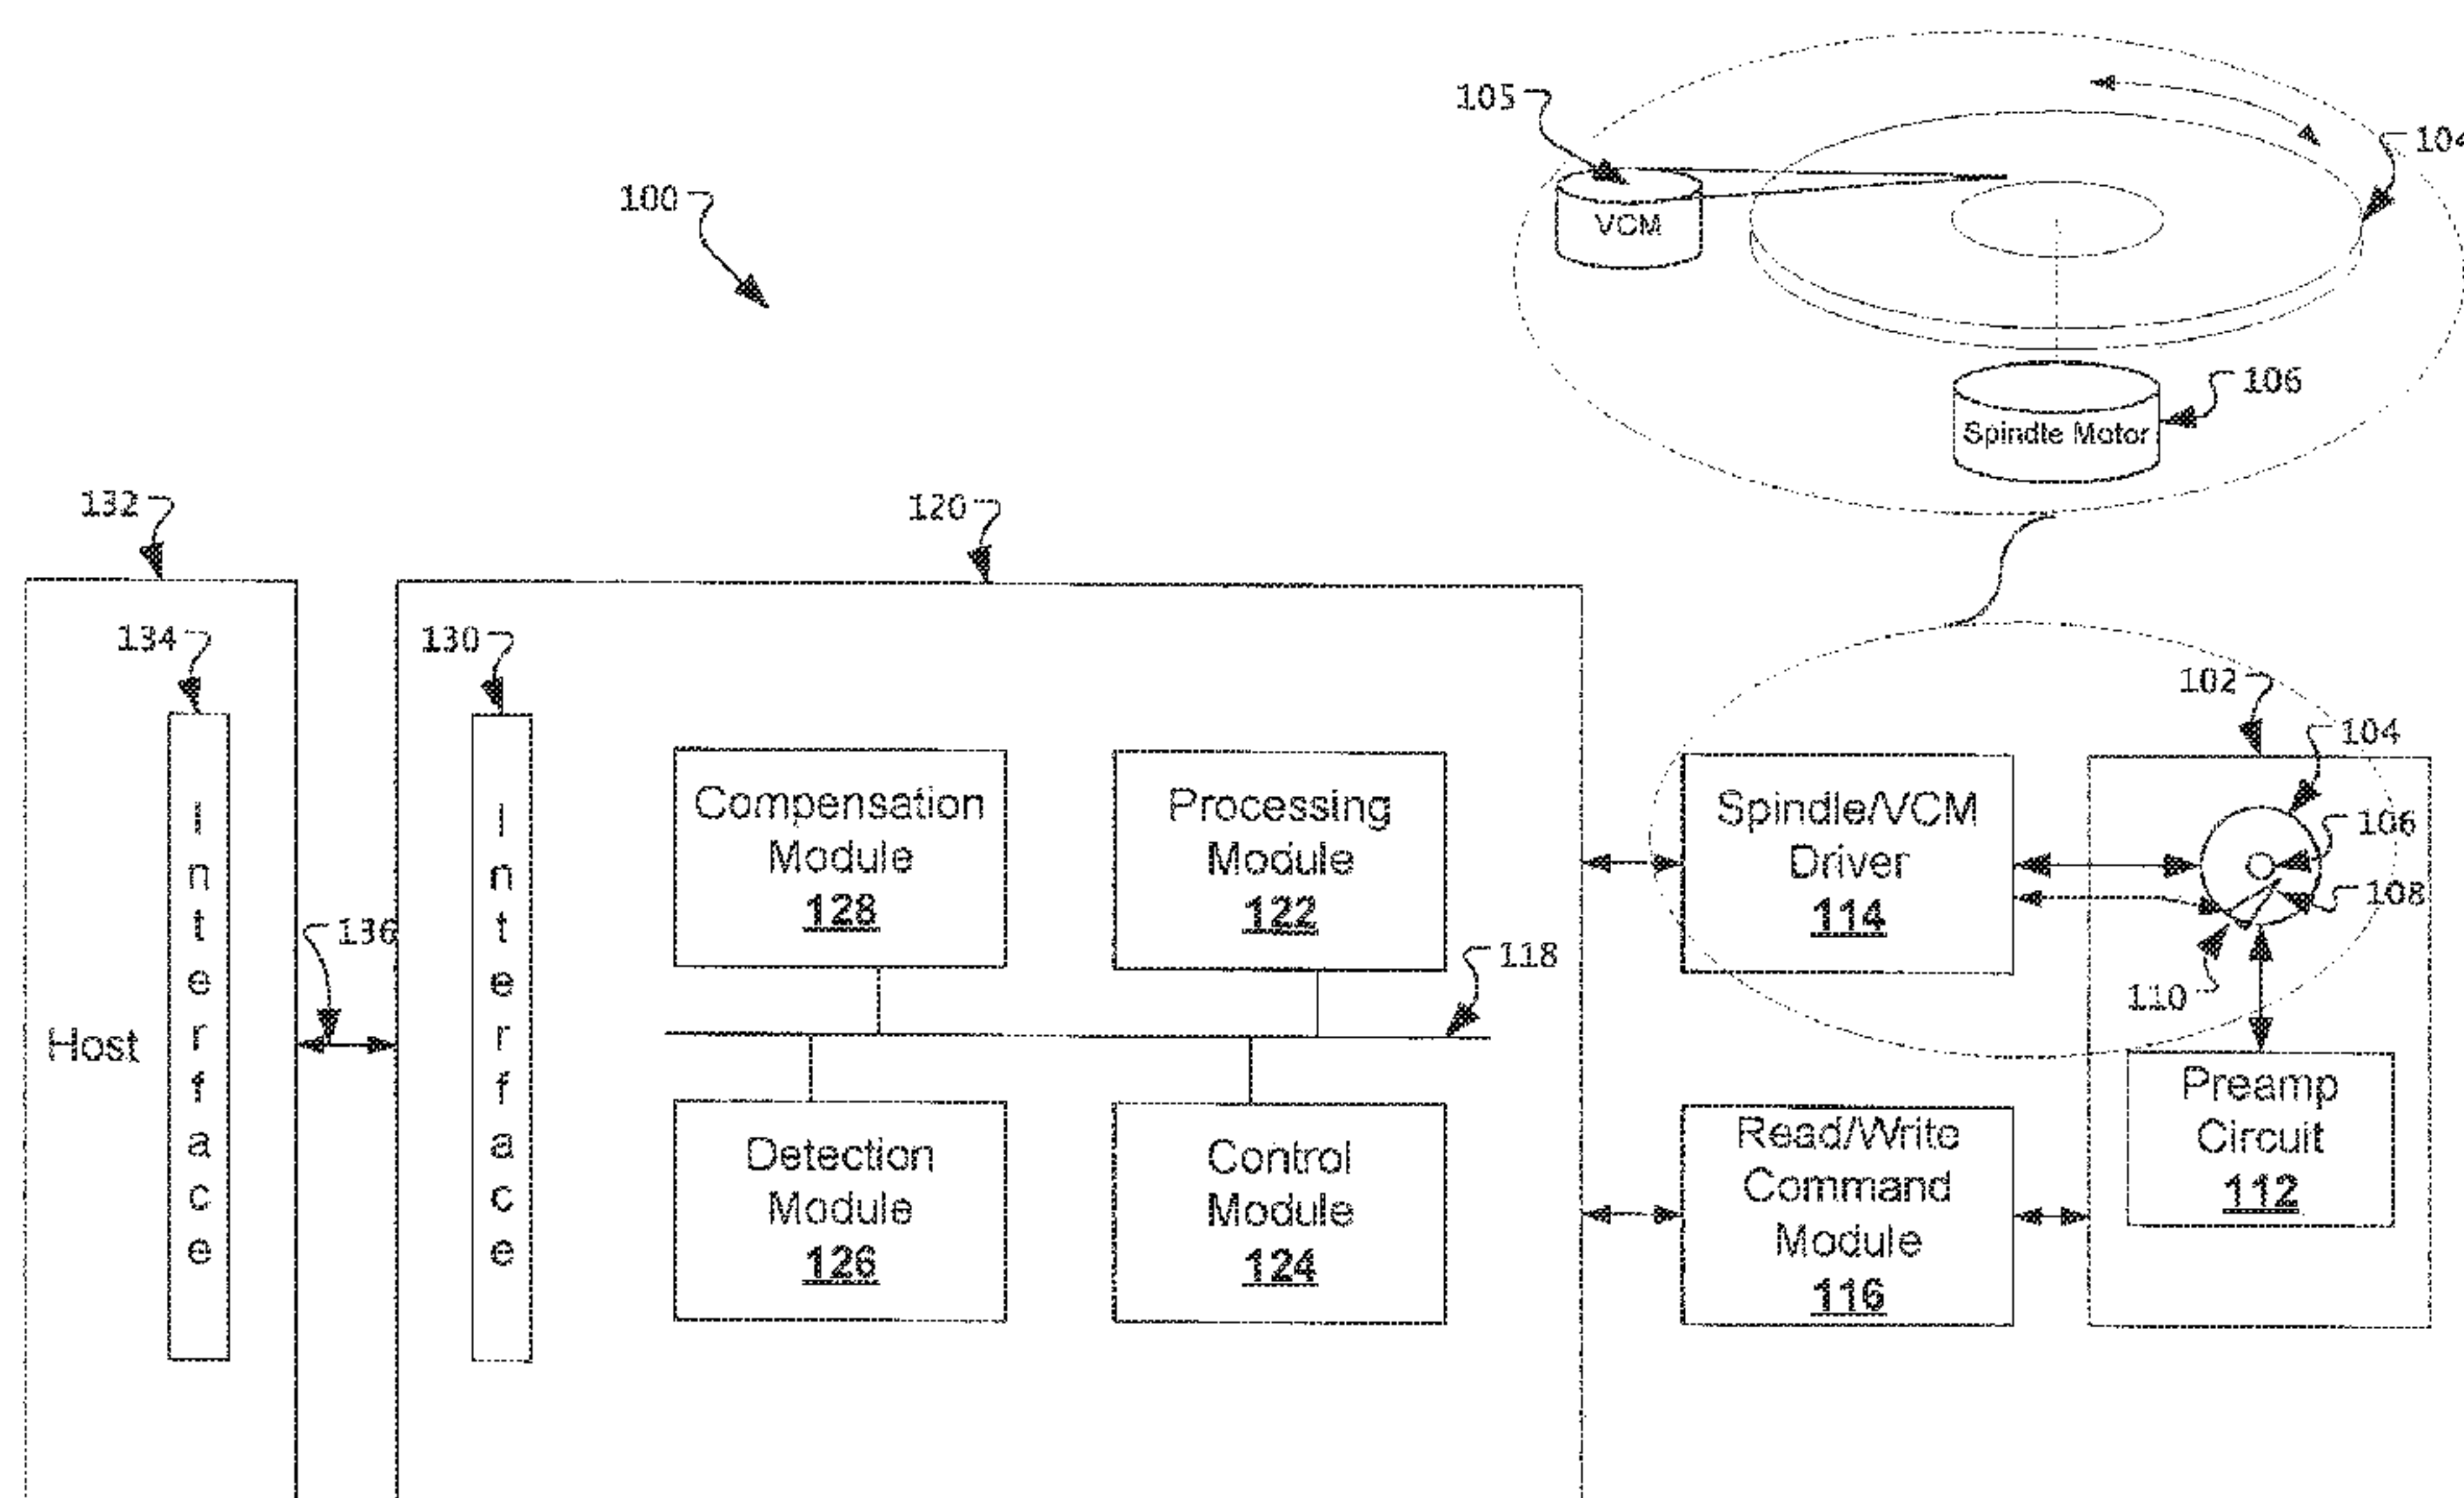 105
104
100
VCM
106
Spindle Motor
132
120
134
130
102
104
Compensation
Module
128
Processing
Module
122
Spindle/VCM
Driver
114
106
108
110
136
118
Host
Interface
Interface
Detection
Module
126
Control
Module
124
Read/Write
Command
Module
116
Preamp
Circuit
112